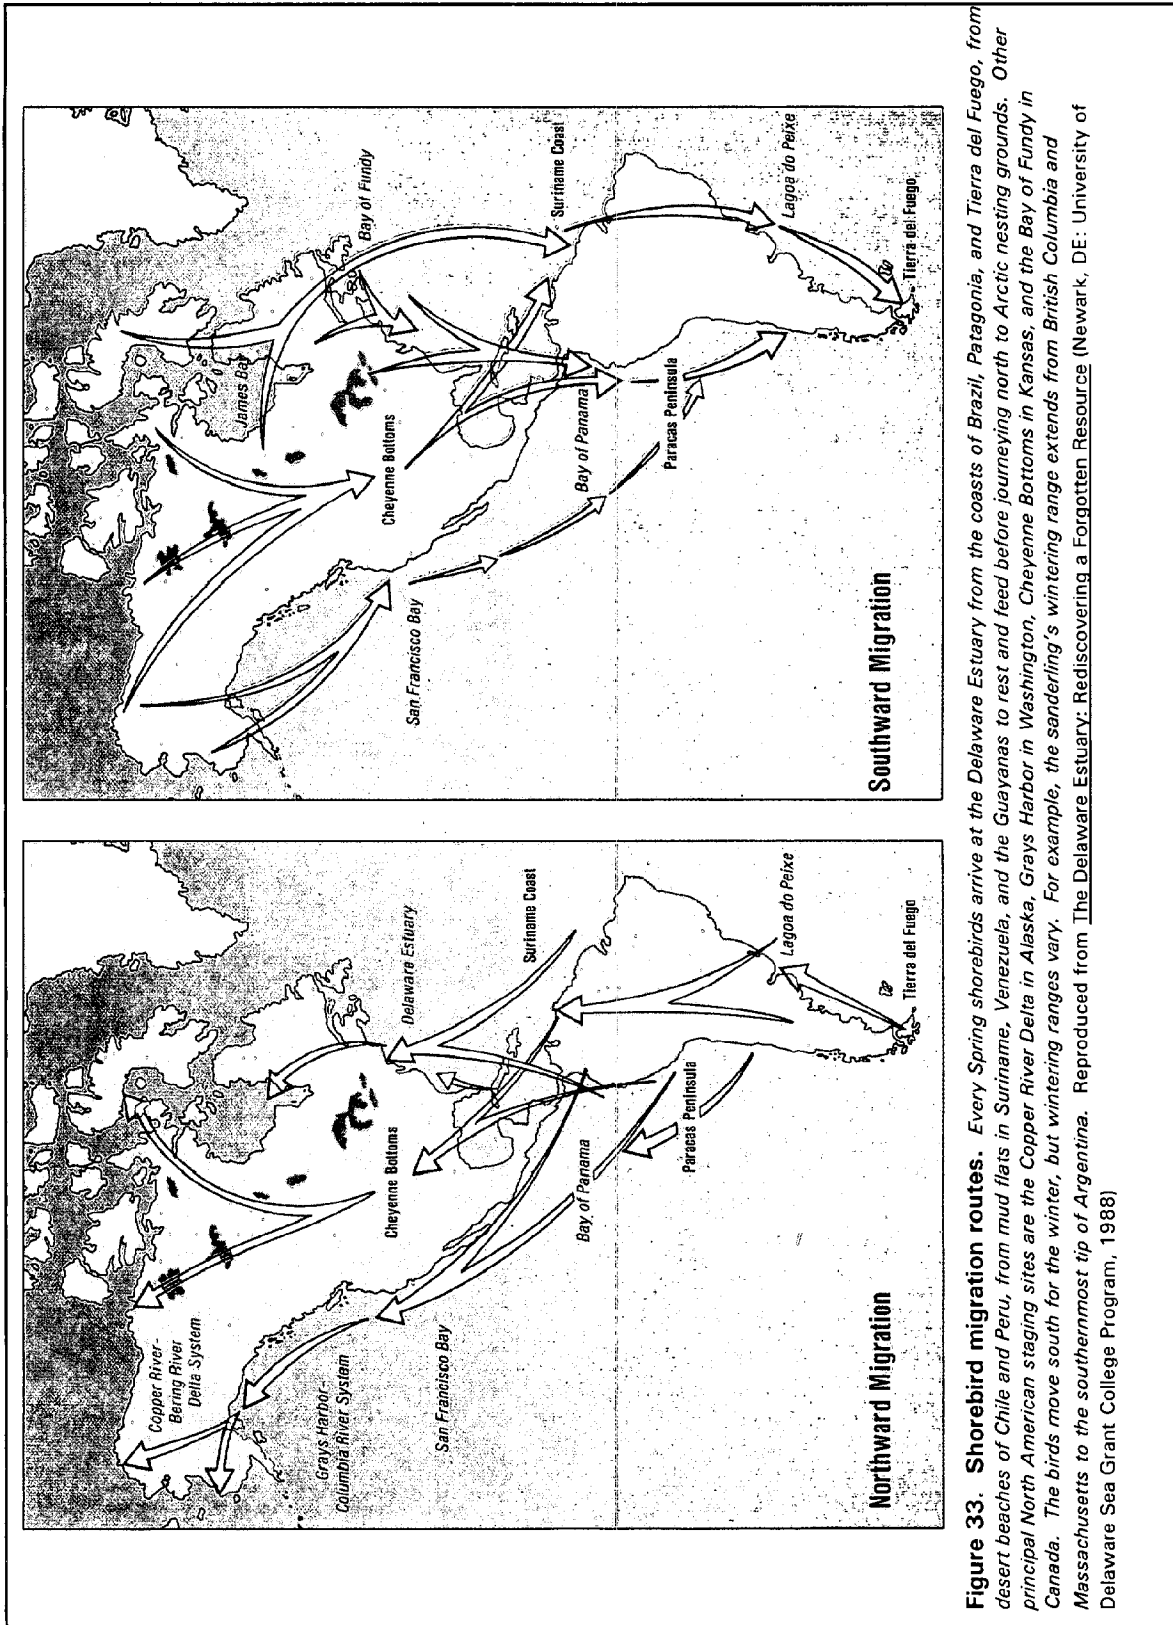 Copper River-
Bering River
Delta System
Grays Harbor-
Columbia River System
San Francisco Bay
Cheyenne Bottoms
Delaware Estuary
Bay of Panama
Suriname Coast
Paracas Peninsula
Lagoa do Peixe
Tierra del Fuego
Northward Migration
James Bay
Bay of Fundy
San Francisco Bay
Cheyenne Bottoms
Suriname Coast
Bay of Panama
Paracas Peninsula
Lagoa do Peixe
Tierra del Fuego
Southward Migration
Figure 33. Shorebird migration routes. Every Spring shorebirds arrive at the Delaware Estuary from the coasts of Brazil, Patagonia, and Tierra del Fuego, from
desert beaches of Chile and Peru, from mud flats in Suriname, Venezuela, and the Guayanas to rest and feed before journeying north to Arctic nesting grounds. Other
principal North American staging sites are the Copper River Delta in Alaska, Grays Harbor in Washington, Cheyenne Bottoms in Kansas, and the Bay of Fundy in
Canada. The birds move south for the winter, but wintering ranges vary. For example, the sanderling's wintering range extends from British Columbia and
Massachusetts to the southernmost tip of Argentina. Reproduced from The Delaware Estuary: Rediscovering a Forgotten Resource (Newark, DE: University of
Delaware Sea Grant College Program, 1988)